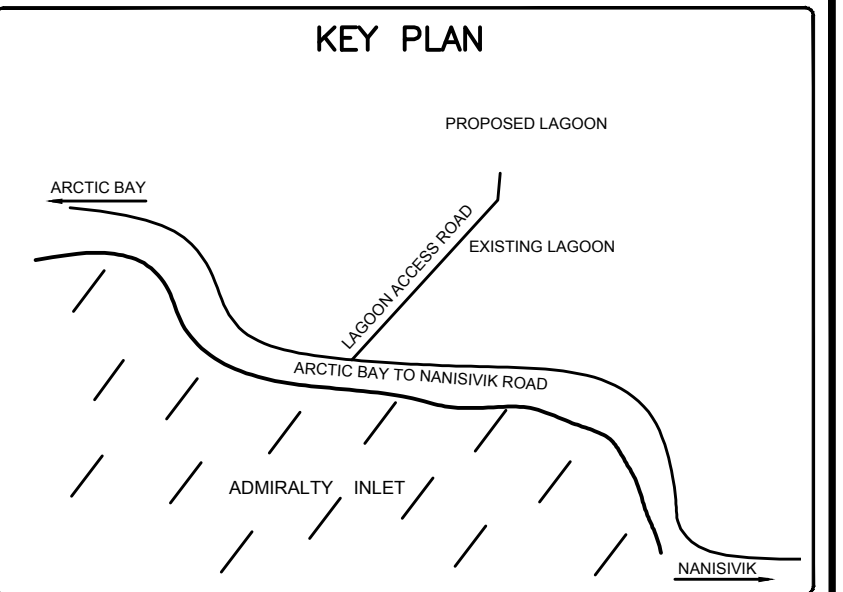 KEY PLAN
PROPOSED LAGOON
ARCTIC BAY
LAGOON ACCESS ROAD
EXISTING LAGOON
ARCTIC BAY TO NANISIVIK ROAD
ADMIRALTY INLET
NANISIVIK